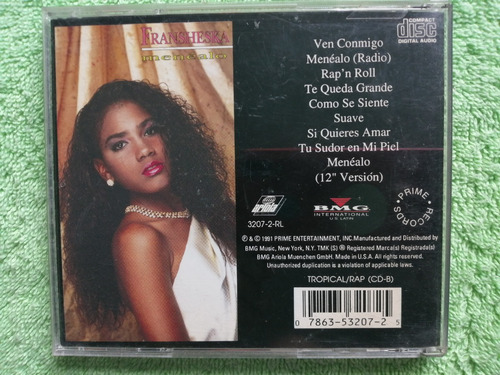 FRANSHESKA
menealo
COMPACT
disc
DIGITAL AUDIO
Ven Conmigo
Menéalo (Radio)
Rap'n Roll
Te Queda Grande
Como Se Siente
Suave
Si Quieres Amar
Tu Sudor en Mi Piel
Menéalo
(12" Versión)
ariola
3207-2-RL
BMG
INTERNATIONAL
U.S. LATIN
PRIME RECORDS
℗ & © 1991 PRIME ENTERTAINMENT, INC. Manufactured and Distributed by
BMG Music, New York, N.Y. TMK (S) ® Registered Marca(s) Registrada(s)
BMG Ariola Muenchen GmbH. Made in U.S.A. All rights reserved.
Unauthorized duplication is a violation of applicable laws.
TROPICAL/RAP (CD-B)
0 7863-53207-2 5